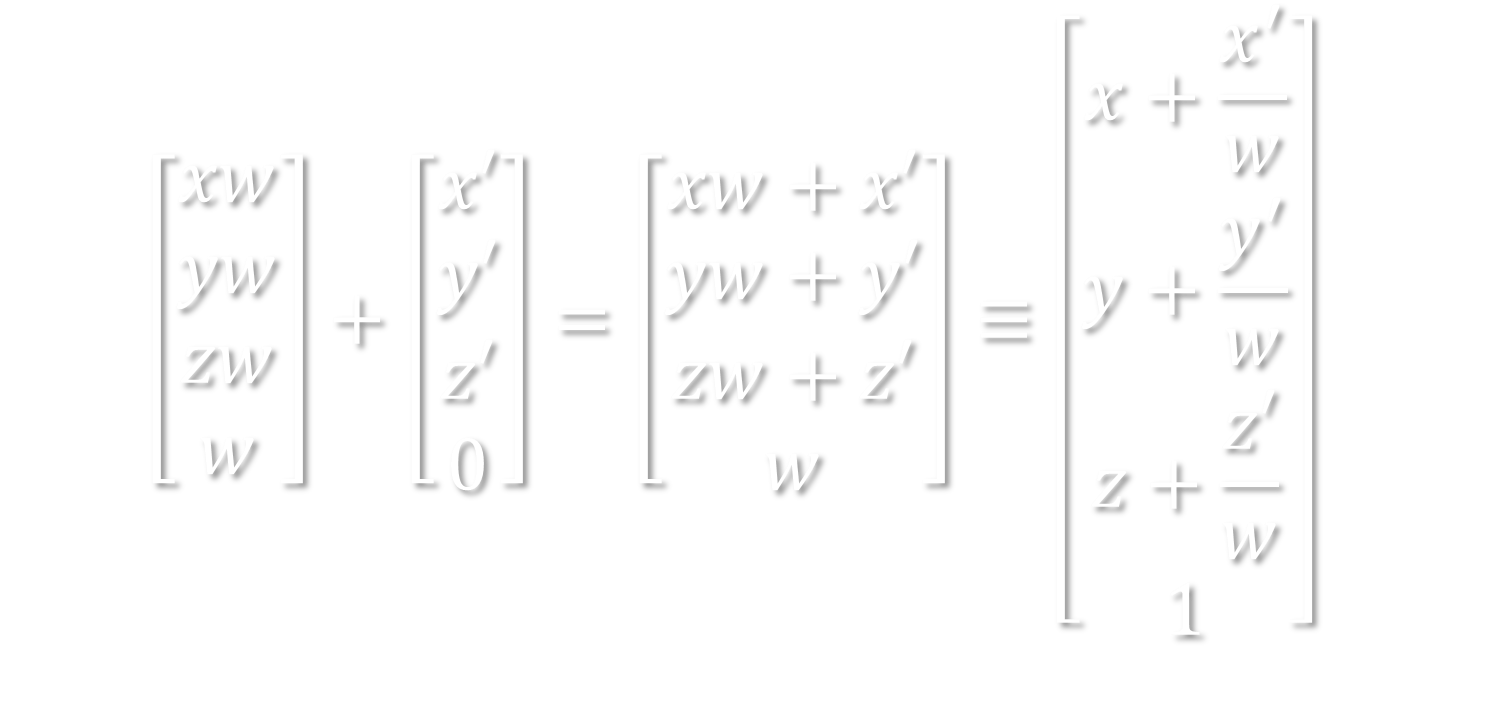 [xw yw zw w] + [x′ y′ z′ 0] = [xw + x′ yw + y′ zw + z′ w] ≡ [x + x′/w y + y′/w z + z′/w 1]